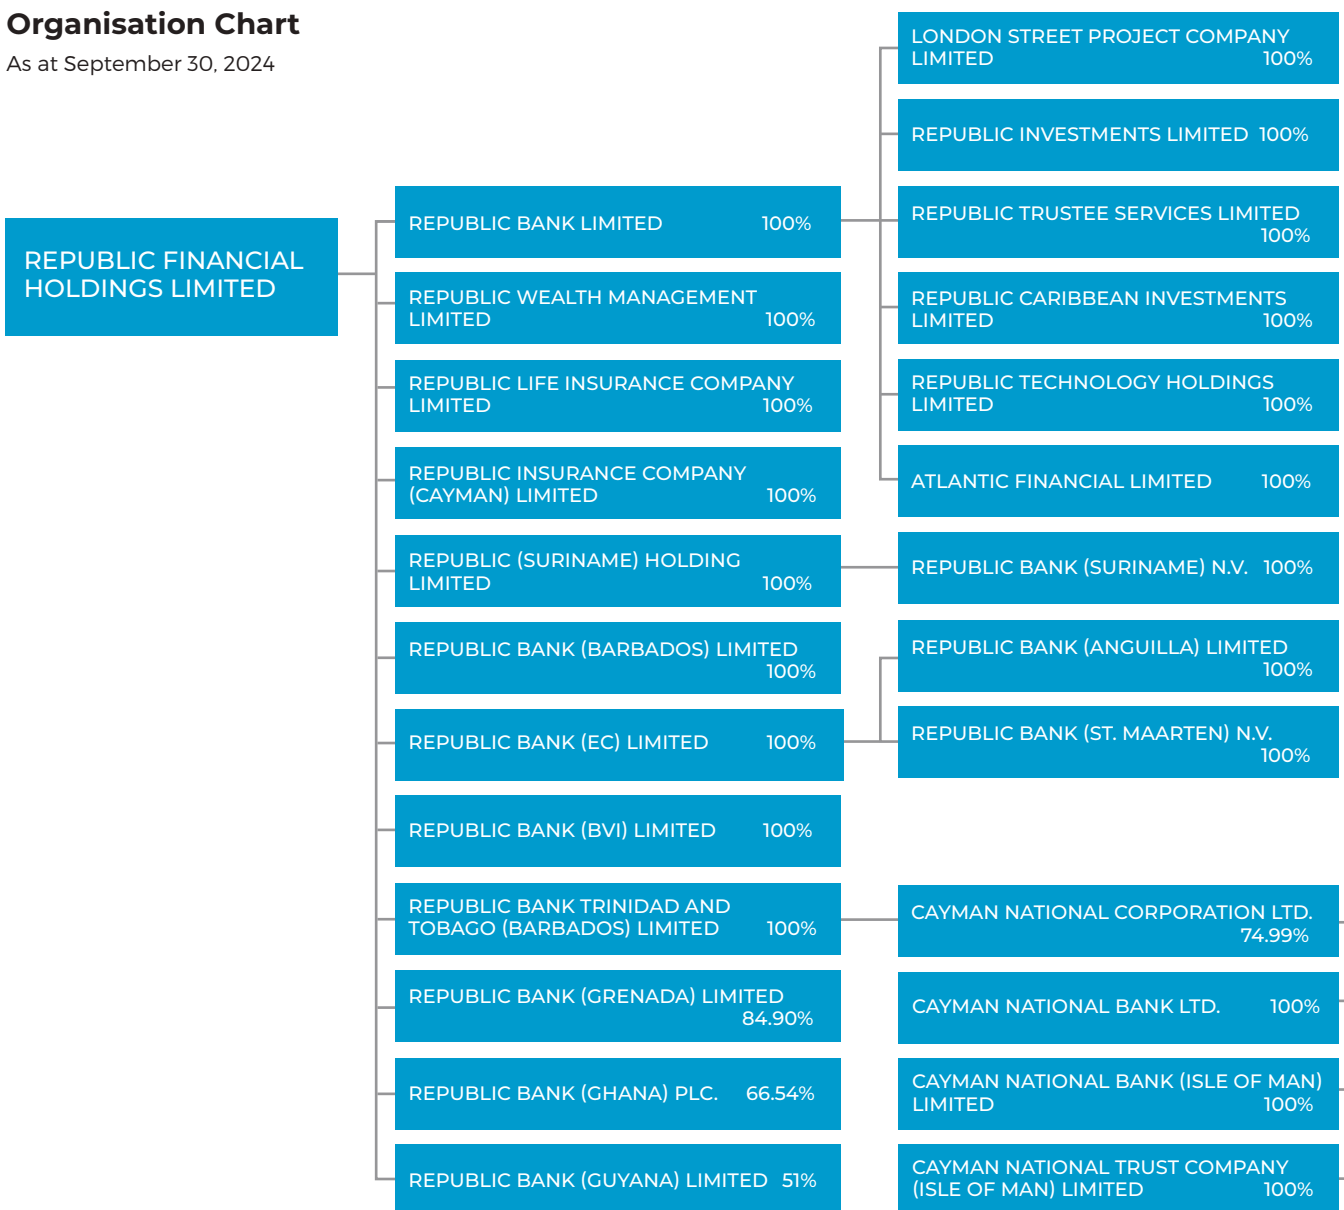 Organisation Chart
As at September 30, 2024
REPUBLIC FINANCIAL
HOLDINGS LIMITED
REPUBLIC BANK LIMITED 100%
REPUBLIC WEALTH MANAGEMENT
LIMITED 100%
REPUBLIC LIFE INSURANCE COMPANY
LIMITED 100%
REPUBLIC INSURANCE COMPANY
(CAYMAN) LIMITED 100%
REPUBLIC (SURINAME) HOLDING
LIMITED 100%
REPUBLIC BANK (BARBADOS) LIMITED
100%
REPUBLIC BANK (EC) LIMITED 100%
REPUBLIC BANK (BVI) LIMITED 100%
REPUBLIC BANK TRINIDAD AND
TOBAGO (BARBADOS) LIMITED 100%
REPUBLIC BANK (GRENADA) LIMITED
84.90%
REPUBLIC BANK (GHANA) PLC. 66.54%
REPUBLIC BANK (GUYANA) LIMITED 51%
LONDON STREET PROJECT COMPANY
LIMITED 100%
REPUBLIC INVESTMENTS LIMITED 100%
REPUBLIC TRUSTEE SERVICES LIMITED
100%
REPUBLIC CARIBBEAN INVESTMENTS
LIMITED 100%
REPUBLIC TECHNOLOGY HOLDINGS
LIMITED 100%
ATLANTIC FINANCIAL LIMITED 100%
REPUBLIC BANK (SURINAME) N.V. 100%
REPUBLIC BANK (ANGUILLA) LIMITED
100%
REPUBLIC BANK (ST. MAARTEN) N.V.
100%
CAYMAN NATIONAL CORPORATION LTD.
74.99%
CAYMAN NATIONAL BANK LTD. 100%
CAYMAN NATIONAL BANK (ISLE OF MAN)
LIMITED 100%
CAYMAN NATIONAL TRUST COMPANY
(ISLE OF MAN) LIMITED 100%